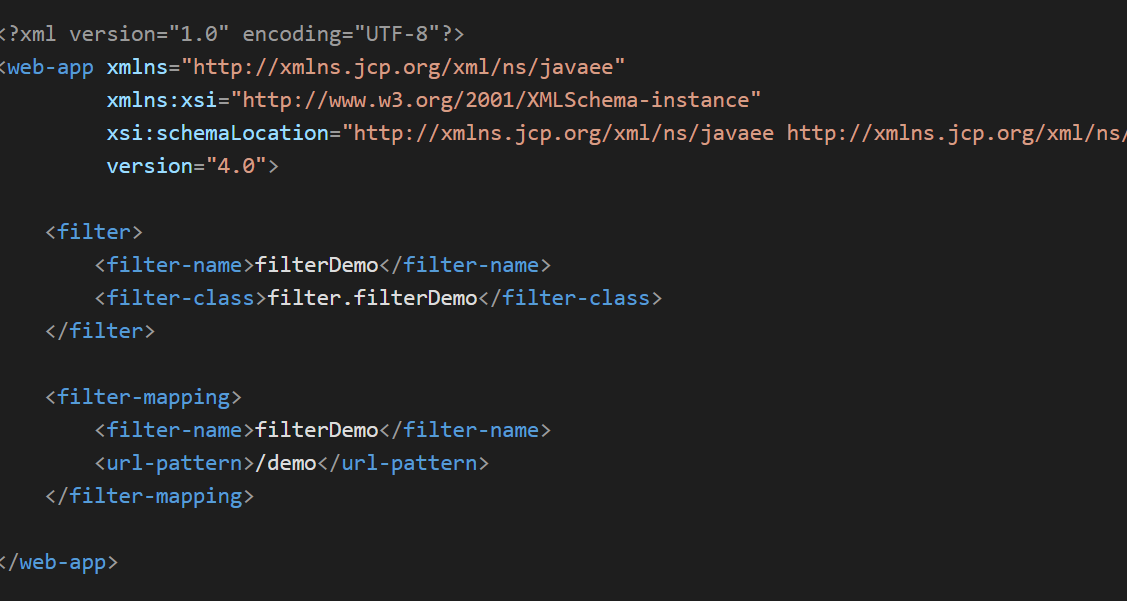 <?xml version="1.0" encoding="UTF-8"?>
<web-app xmlns="http://xmlns.jcp.org/xml/ns/javaee"
xmlns:xsi="http://www.w3.org/2001/XMLSchema-instance"
xsi:schemaLocation="http://xmlns.jcp.org/xml/ns/javaee http://xmlns.jcp.org/xml/ns/
version="4.0">
<filter>
<filter-name>filterDemo</filter-name>
<filter-class>filter.filterDemo</filter-class>
</filter>
<filter-mapping>
<filter-name>filterDemo</filter-name>
<url-pattern>/demo</url-pattern>
</filter-mapping>
</web-app>